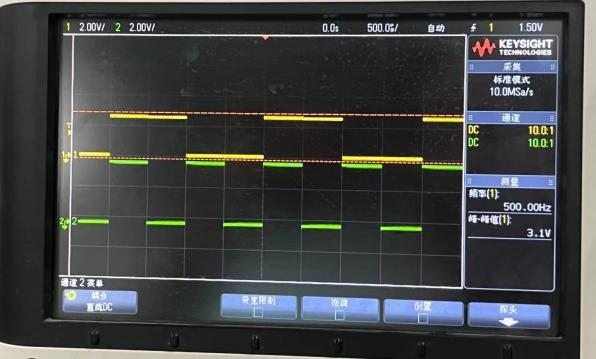 1 2.00V/ 2 2.00V/ 0.0s 500.0㎲/ 自动 1 1.50V
KEYSIGHT
TECHNOLOGIES
采集
标准模式
10.0MSa/s
通道
DC 10.0:1
DC 10.0:1
测量
频率[1]:
500.00Hz
峰-峰值[1]:
3.1V
T
1 1
2 2
通道 2 菜单
耦合
直流DC
带宽限制
微调
倒置
探头